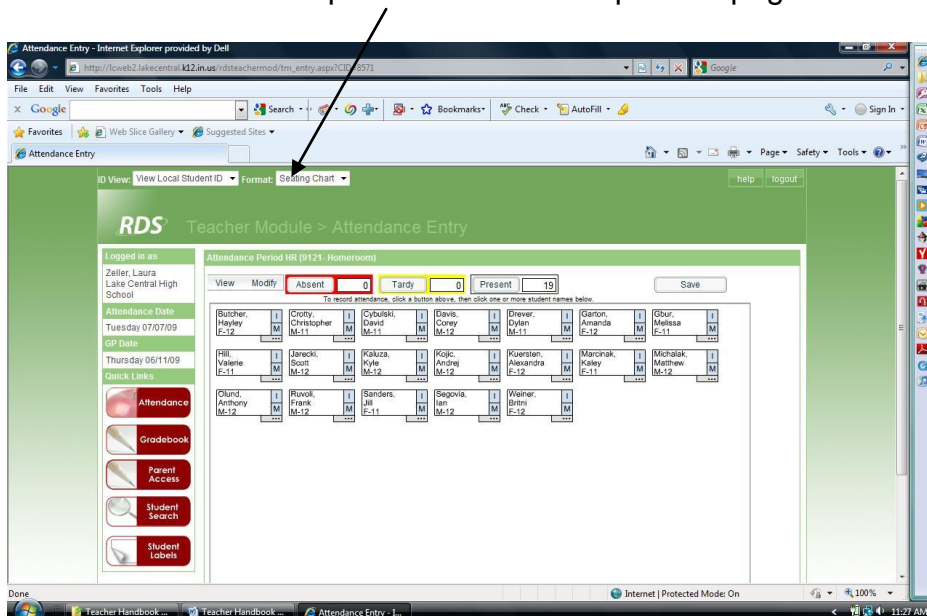 Attendance Entry - Internet Explorer provided by Dell
http://lcweb2.lakecentral.k12.in.us/rdsteachermod/tm_entry.aspx?CID=8571
Google
File Edit View Favorites Tools Help
x Google Search Bookmarks Check AutoFill Sign In
Favorites Web Slice Gallery Suggested Sites
Attendance Entry Page Safety Tools
ID View: View Local Student ID Format: Seating Chart help logout
RDS Teacher Module > Attendance Entry
Logged in as
Zeller, Laura
Lake Central High
School
Attendance Date
Tuesday 07/07/09
GP Date
Thursday 06/11/09
Quick Links
Attendance
Gradebook
Parent
Access
Student
Search
Student
Labels
Attendance Period HR (9121- Homeroom)
View Modify Absent 0 Tardy 0 Present 19 Save
To record attendance, click a button above, then click one or more student names below.
Butcher, Hayley F-12 I M ...
Crotty, Christopher M-11 I M ...
Cybulski, David M-11 I M ...
Davis, Corey M-12 I M ...
Drever, Dylan M-11 I M ...
Garton, Amanda F-12 I M ...
Gbur, Melissa F-11 I M ...
Hill, Valerie F-11 I M ...
Jarecki, Scott M-12 I M ...
Kaluza, Kyle M-12 I M ...
Kojic, Andrej M-12 I M ...
Kuersten, Alexandra F-12 I M ...
Marcinak, Kaley F-11 I M ...
Michalak, Matthew M-12 I M ...
Olund, Anthony M-12 I M ...
Ruvoli, Frank M-12 I M ...
Sanders, Jill F-11 I M ...
Segovia, Ian M-12 I M ...
Weiner, Britni F-12 I M ...
Done Internet | Protected Mode: On 100%
Teacher Handbook ... Teacher Handbook ... Attendance Entry - I... 11:27 AM